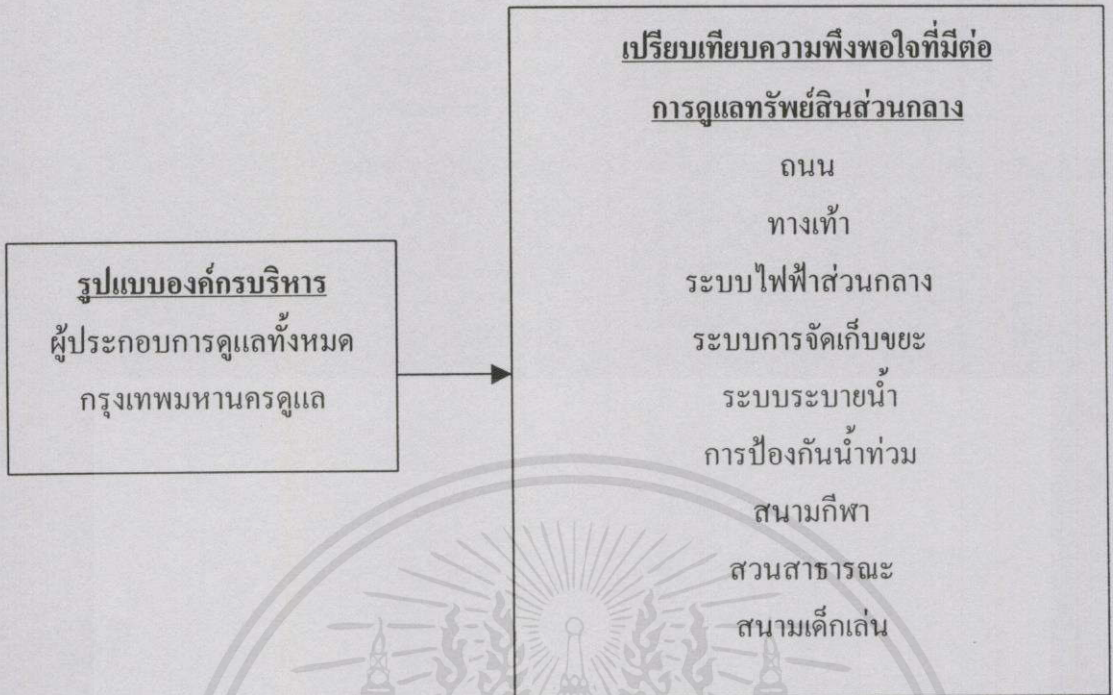 รูปแบบองค์กรบริหาร
ผู้ประกอบการดูแลทั้งหมด
กรุงเทพมหานครดูแล
เปรียบเทียบความพึงพอใจที่มีต่อ
การดูแลทรัพย์สินส่วนกลาง
ถนน
ทางเท้า
ระบบไฟฟ้าส่วนกลาง
ระบบการจัดเก็บขยะ
ระบบระบายน้ำ
การป้องกันน้ำท่วม
สนามกีฬา
สวนสาธารณะ
สนามเด็กเล่น